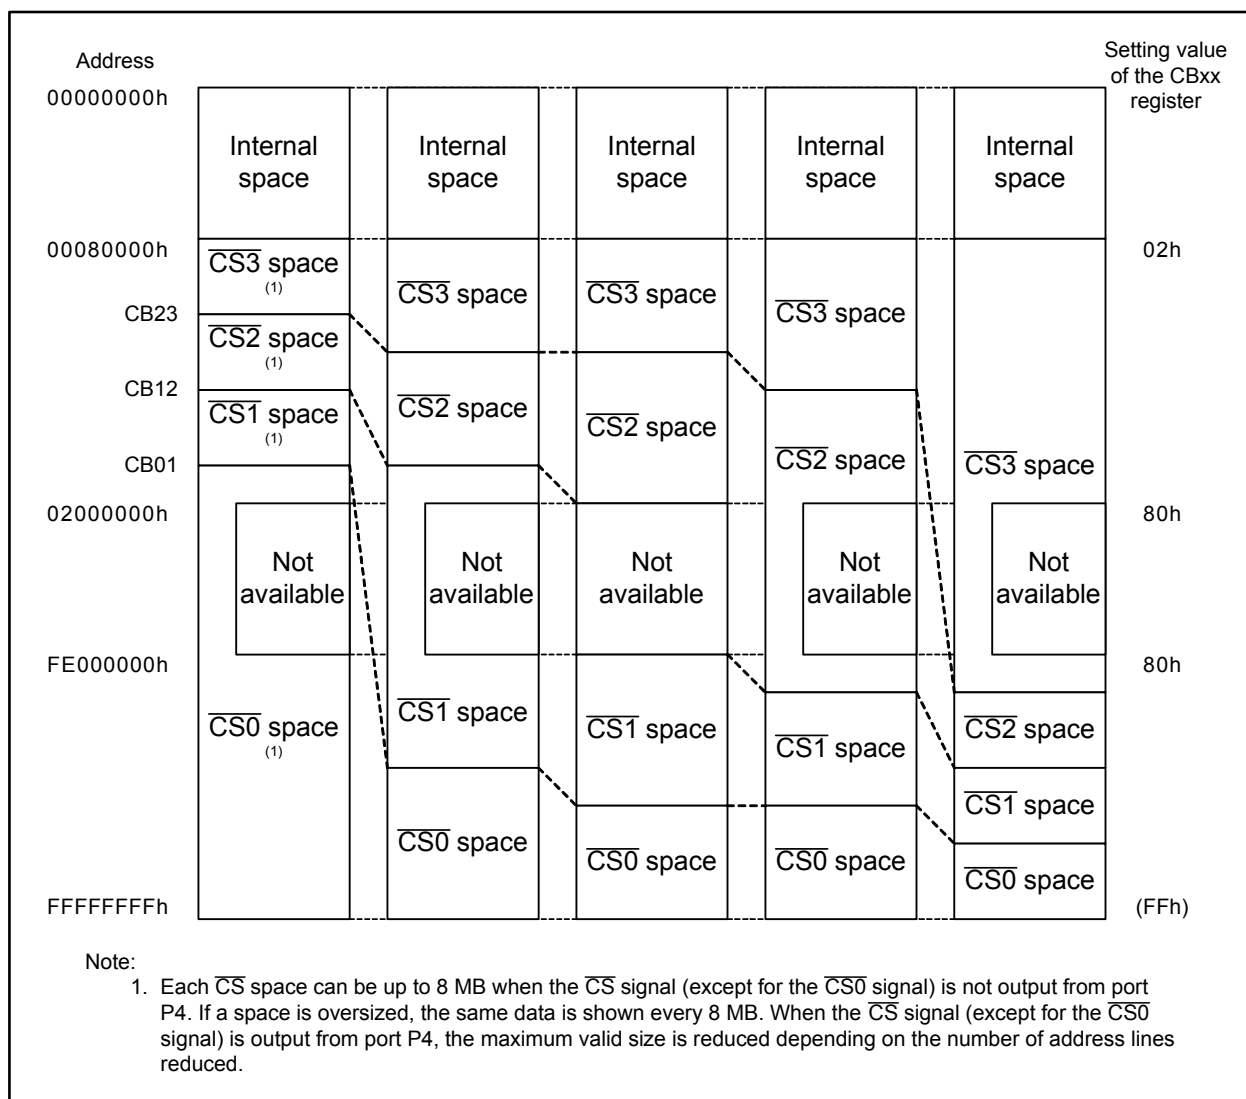 Address
Setting value
of the CBxx
register
00000000h
Internal
space
Internal
space
Internal
space
Internal
space
Internal
space
00080000h
02h
CS3 space
(1)
CS3 space
CS3 space
CS3 space
CB23
CS2 space
(1)
CB12
CS1 space
(1)
CS2 space
CS2 space
CS2 space
CS3 space
CB01
02000000h
80h
Not
available
Not
available
Not
available
Not
available
Not
available
FE000000h
80h
CS0 space
(1)
CS1 space
CS1 space
CS1 space
CS2 space
CS1 space
CS0 space
CS0 space
CS0 space
CS0 space
FFFFFFFFh
(FFh)
Note:
1. Each CS space can be up to 8 MB when the CS signal (except for the CS0 signal) is not output from port
P4. If a space is oversized, the same data is shown every 8 MB. When the CS signal (except for the CS0
signal) is output from port P4, the maximum valid size is reduced depending on the number of address lines
reduced.